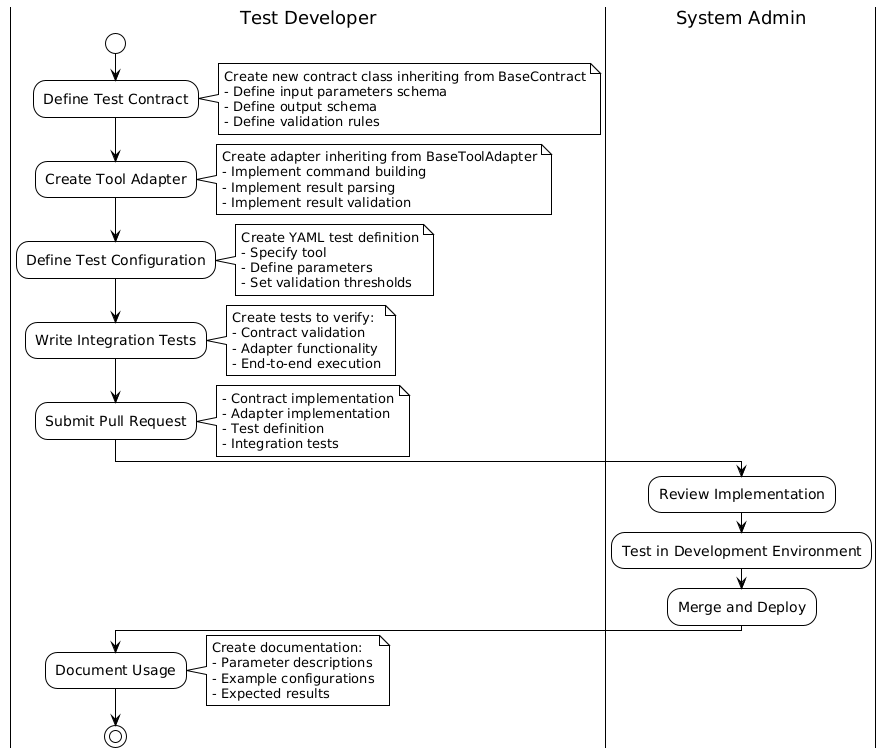 Test Developer
System Admin
Define Test Contract
Create new contract class inheriting from BaseContract
- Define input parameters schema
- Define output schema
- Define validation rules
Create Tool Adapter
Create adapter inheriting from BaseToolAdapter
- Implement command building
- Implement result parsing
- Implement result validation
Define Test Configuration
Create YAML test definition
- Specify tool
- Define parameters
- Set validation thresholds
Write Integration Tests
Create tests to verify:
- Contract validation
- Adapter functionality
- End-to-end execution
Submit Pull Request
- Contract implementation
- Adapter implementation
- Test definition
- Integration tests
Review Implementation
Test in Development Environment
Merge and Deploy
Document Usage
Create documentation:
- Parameter descriptions
- Example configurations
- Expected results